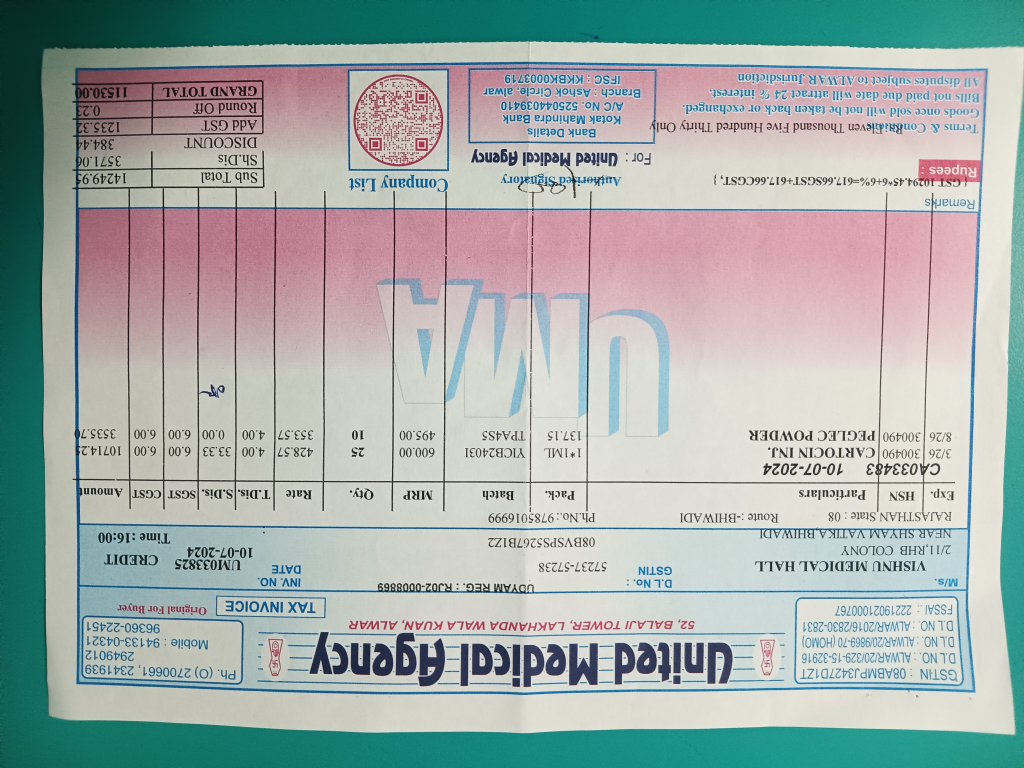 GSTIN : 08ABMPJ3427D1ZT
D.L NO. : ALWAR/20/329-15-32916
D.L NO. : ALWAR/20/9869-70 (HOMO)
D.L NO. : ALWAR/2016/2830-2831
FSSAI : 22219021000767
United Medical Agency
52, BALAJI TOWER, LAKHANDA WALA KUAN, ALWAR
TAX INVOICE
Original For Buyer
Ph. (O) 2700661, 2341939
2949012
Mobile : 94133-04321
96360-22451
UDYAM REG. : RJ02-0008869
M/s.
VISHNU MEDICAL HALL
2/11 RHB COLONY
NEAR SHYAM VATIKA, BHIWADI
RAJASTHAN State : 08 Route :-BHIWADI Ph.No.:9785016999
D.L No. : 57237-57238
GSTIN 08BVSPS5267B1Z2
INV. NO. UM033825 CREDIT
DATE 10-07-2024 Time :16:00
Exp. HSN Particulars Pack. Batch MRP Qty. Rate T.Dis. S.Dis. SGST CGST Amount
CA033483 10-07-2024
3/26 300490 CARTOCIN INJ. 1*1ML YICB24031 600.00 25 428.57 4.00 33.33 6.00 6.00 10714.25
8/26 300490 PEGLEC POWDER 137.15 TPA4S5 495.00 10 353.57 4.00 0.00 6.00 6.00 3535.70
UMA
Remarks
{ GST 10294.45*6+6%=617.66SGST+617.66CGST, }
Rupees :
Rs. Eleven Thousand Five Hundred Thirty Only
Terms & Conditions
Goods once sold will not be taken back or exchanged.
Bills not paid due date will attract 24 % interest.
All disputes subject to ALWAR Jurisdiction
Authorised Signatory
For : United Medical Agency
Bank Details
Kotak Mahindra Bank
A/C No. 5250440394​10
Branch : Ashok Circle, alwar
IFSC : KKBK0003719
Company List
Sub Total 14249.95
Sh.Dis 3571.06
DISCOUNT 384.44
Add GST 1235.32
Round Off 0.23
GRAND TOTAL 11530.00